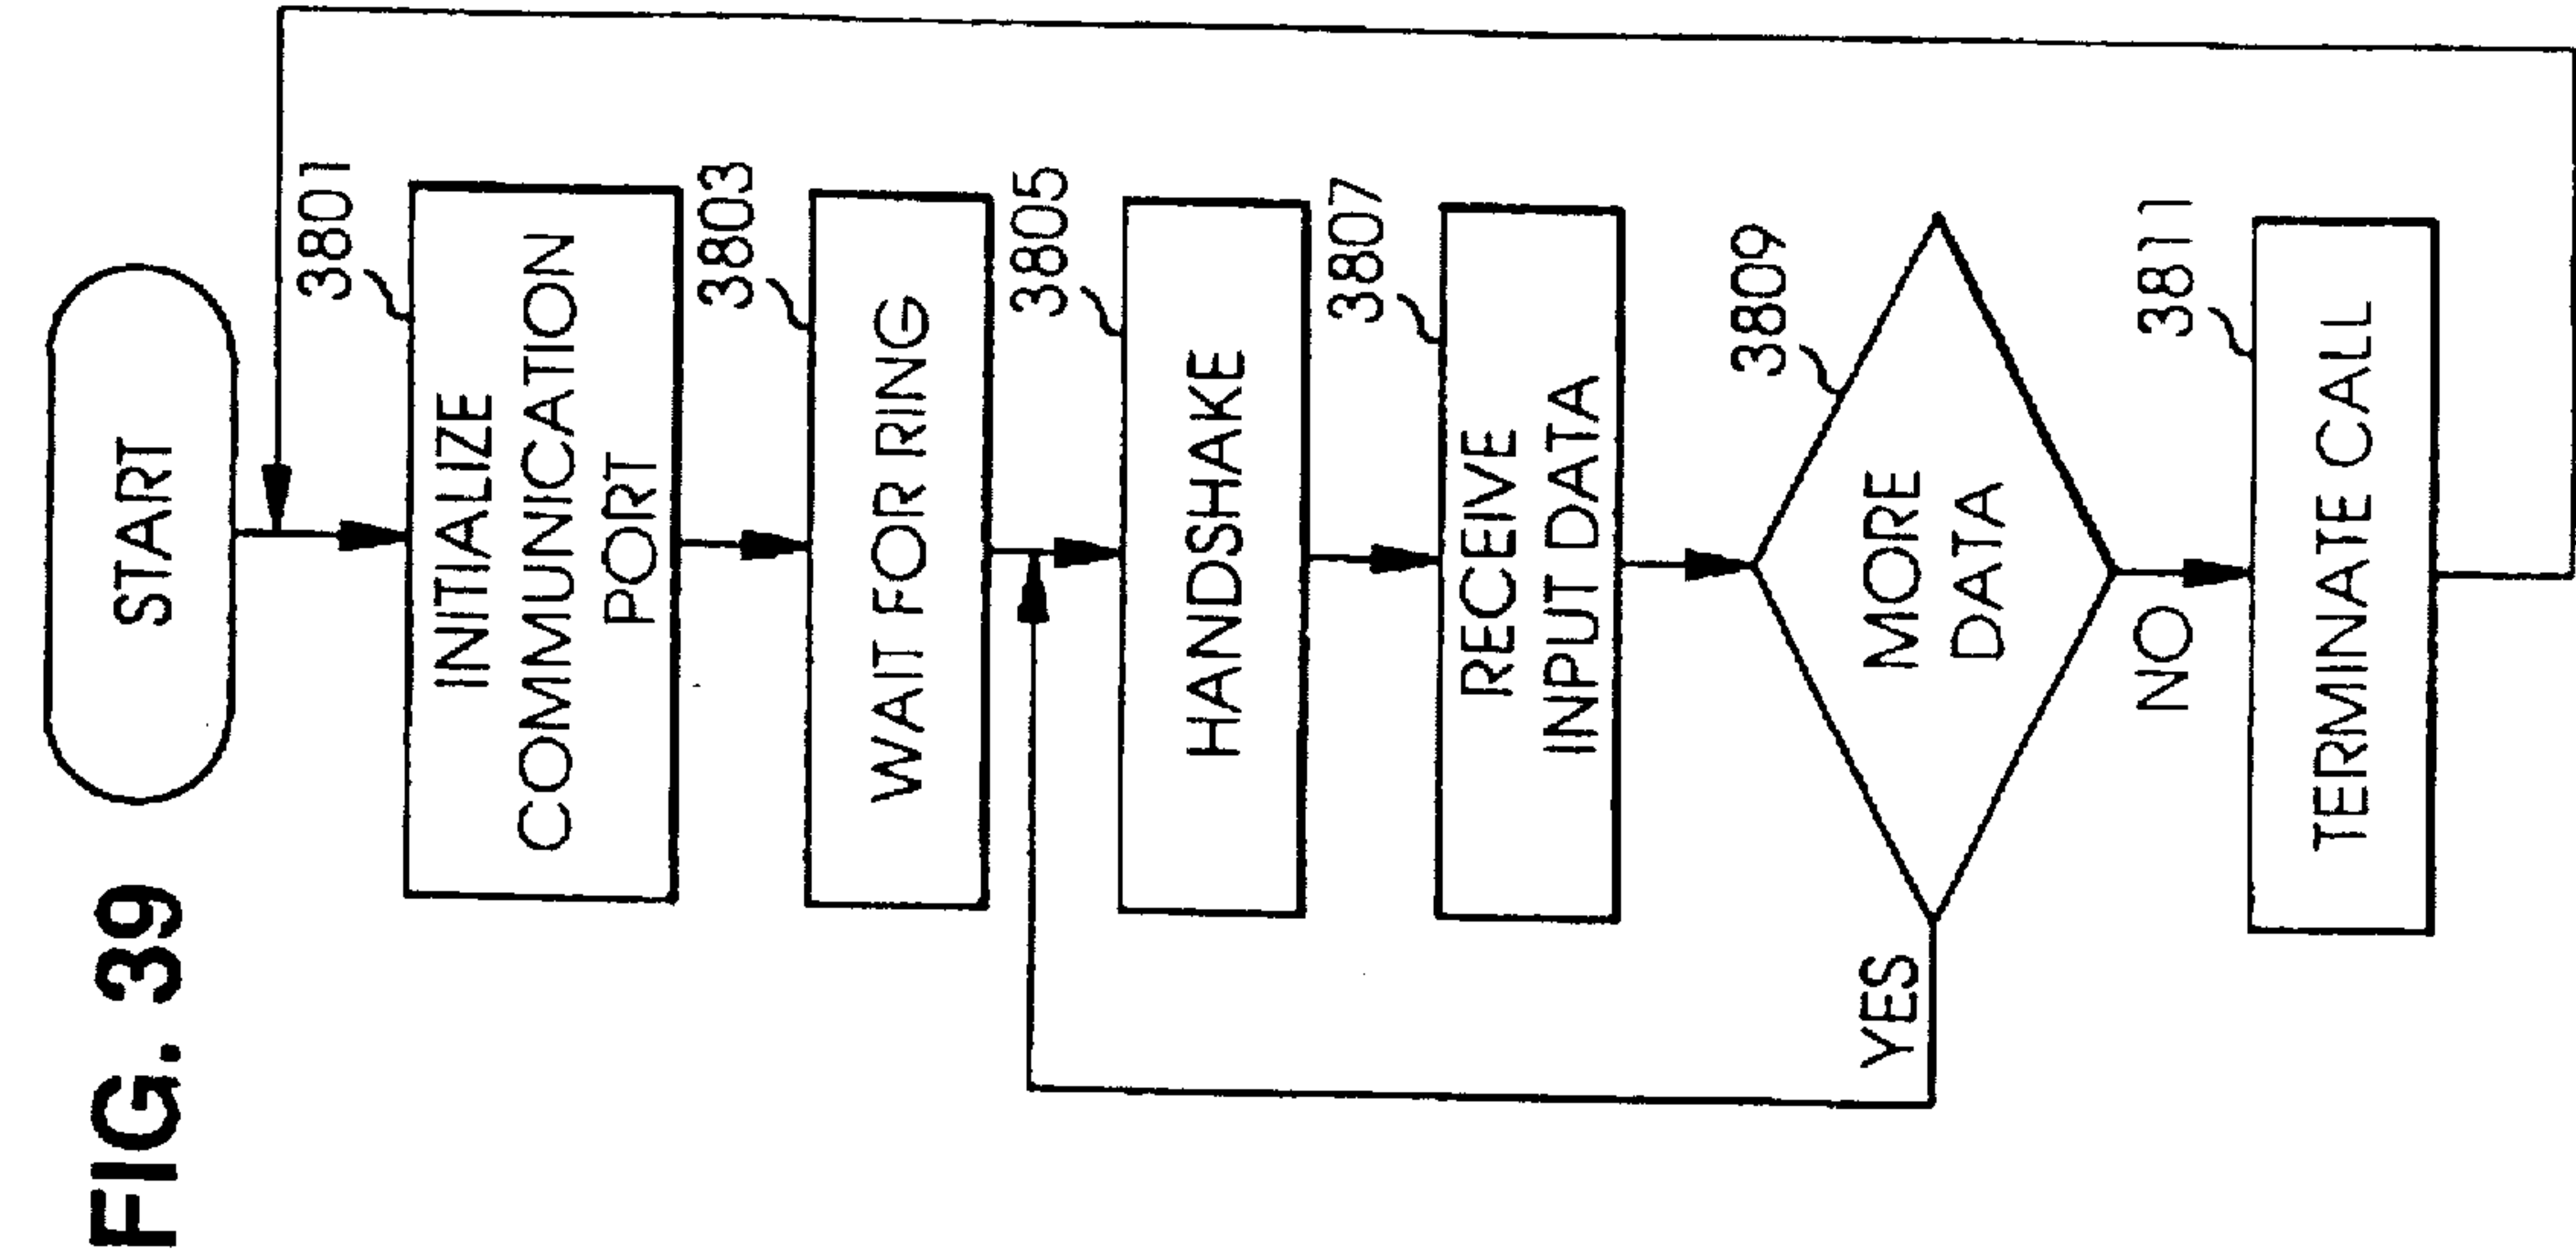 FIG. 39
START
3801
INITIALIZE
COMMUNICATION
PORT
3803
WAIT FOR RING
3805
HANDSHAKE
3807
RECEIVE
INPUT DATA
3809
MORE
DATA
YES
NO
3811
TERMINATE CALL